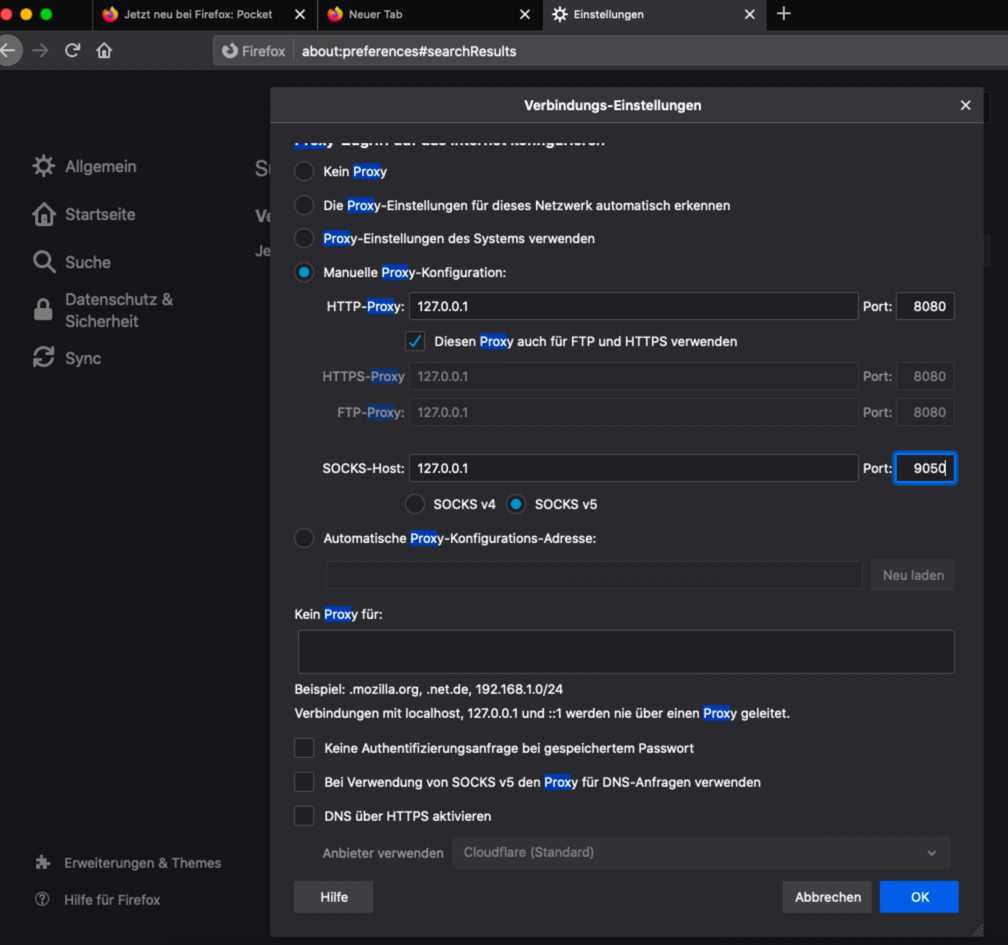 Jetzt neu bei Firefox: Pocket
Neuer Tab
Einstellungen
Firefox
about:preferences#searchResults
Verbindungs-Einstellungen
Proxy-Zugriff auf das Internet konfigurieren
Allgemein
Startseite
Suche
Datenschutz &
Sicherheit
Sync
Kein Proxy
Die Proxy-Einstellungen für dieses Netzwerk automatisch erkennen
Proxy-Einstellungen des Systems verwenden
Manuelle Proxy-Konfiguration:
HTTP-Proxy: 127.0.0.1 Port: 8080
Diesen Proxy auch für FTP und HTTPS verwenden
HTTPS-Proxy 127.0.0.1 Port: 8080
FTP-Proxy: 127.0.0.1 Port: 8080
SOCKS-Host: 127.0.0.1 Port: 9050
SOCKS v4 SOCKS v5
Automatische Proxy-Konfigurations-Adresse:
Neu laden
Kein Proxy für:
Beispiel: .mozilla.org, .net.de, 192.168.1.0/24
Verbindungen mit localhost, 127.0.0.1 und ::1 werden nie über einen Proxy geleitet.
Keine Authentifizierungsanfrage bei gespeichertem Passwort
Bei Verwendung von SOCKS v5 den Proxy für DNS-Anfragen verwenden
DNS über HTTPS aktivieren
Anbieter verwenden Cloudflare (Standard)
Erweiterungen & Themes
Hilfe für Firefox
Hilfe
Abbrechen
OK